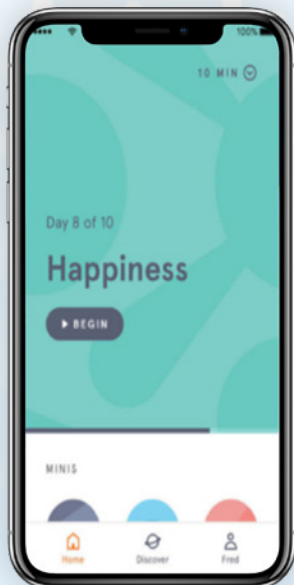 100%
10 MIN
Day 8 of 10
Happiness
BEGIN
MINIS
Home Discover Fred